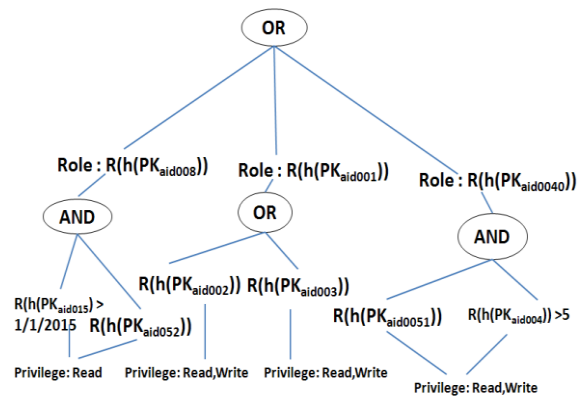 OR
Role : R(h(PKaid008))
Role : R(h(PKaid001))
Role : R(h(PKaid0040))
AND
OR
AND
R(h(PKaid002))
R(h(PKaid003))
R(h(PKaid015) >
1/1/2015
R(h(PKaid052))
R(h(PKaid0051))
R(h(PKaid004)) >5
Privilege: Read
Privilege: Read,Write
Privilege: Read,Write
Privilege: Read,Write